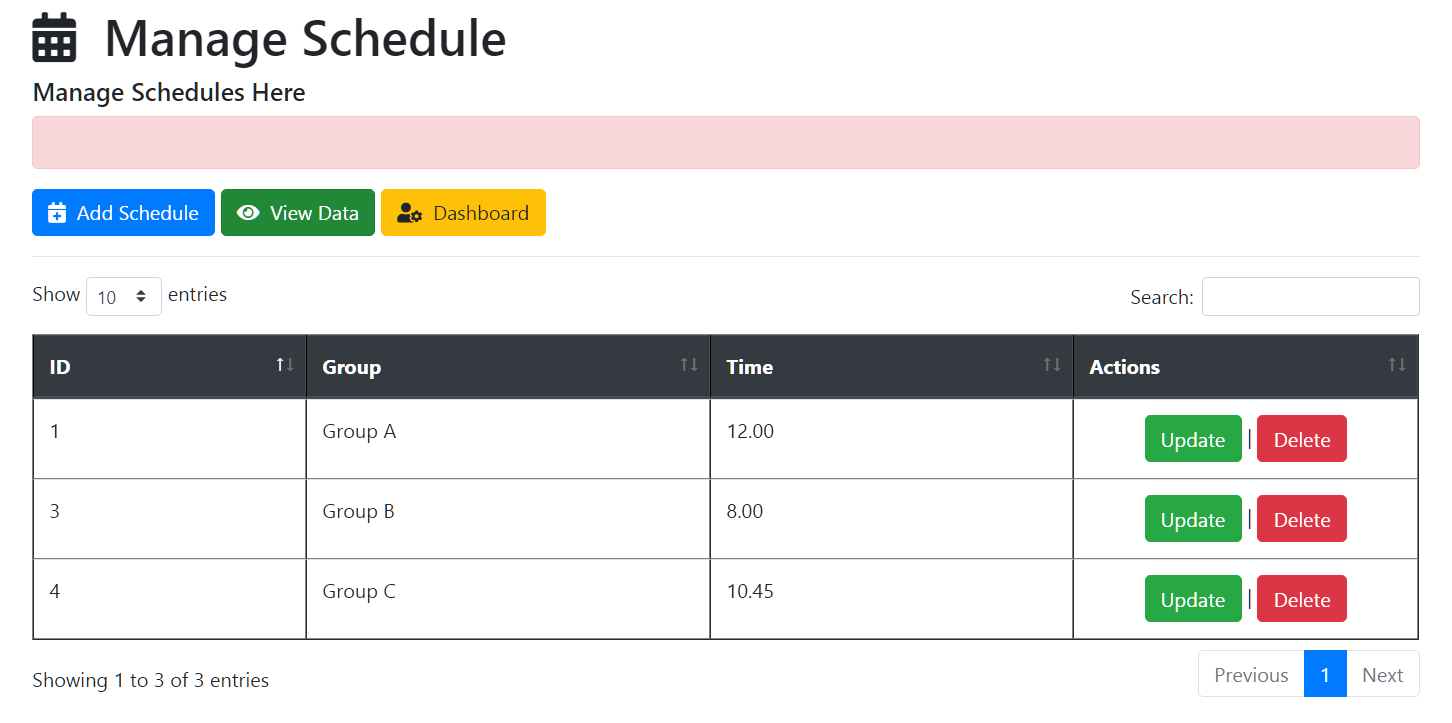 Manage Schedule
Manage Schedules Here
Add Schedule View Data Dashboard
Show 10 entries Search:
ID Group Time Actions
1 Group A 12.00 Update | Delete
3 Group B 8.00 Update | Delete
4 Group C 10.45 Update | Delete
Showing 1 to 3 of 3 entries Previous 1 Next